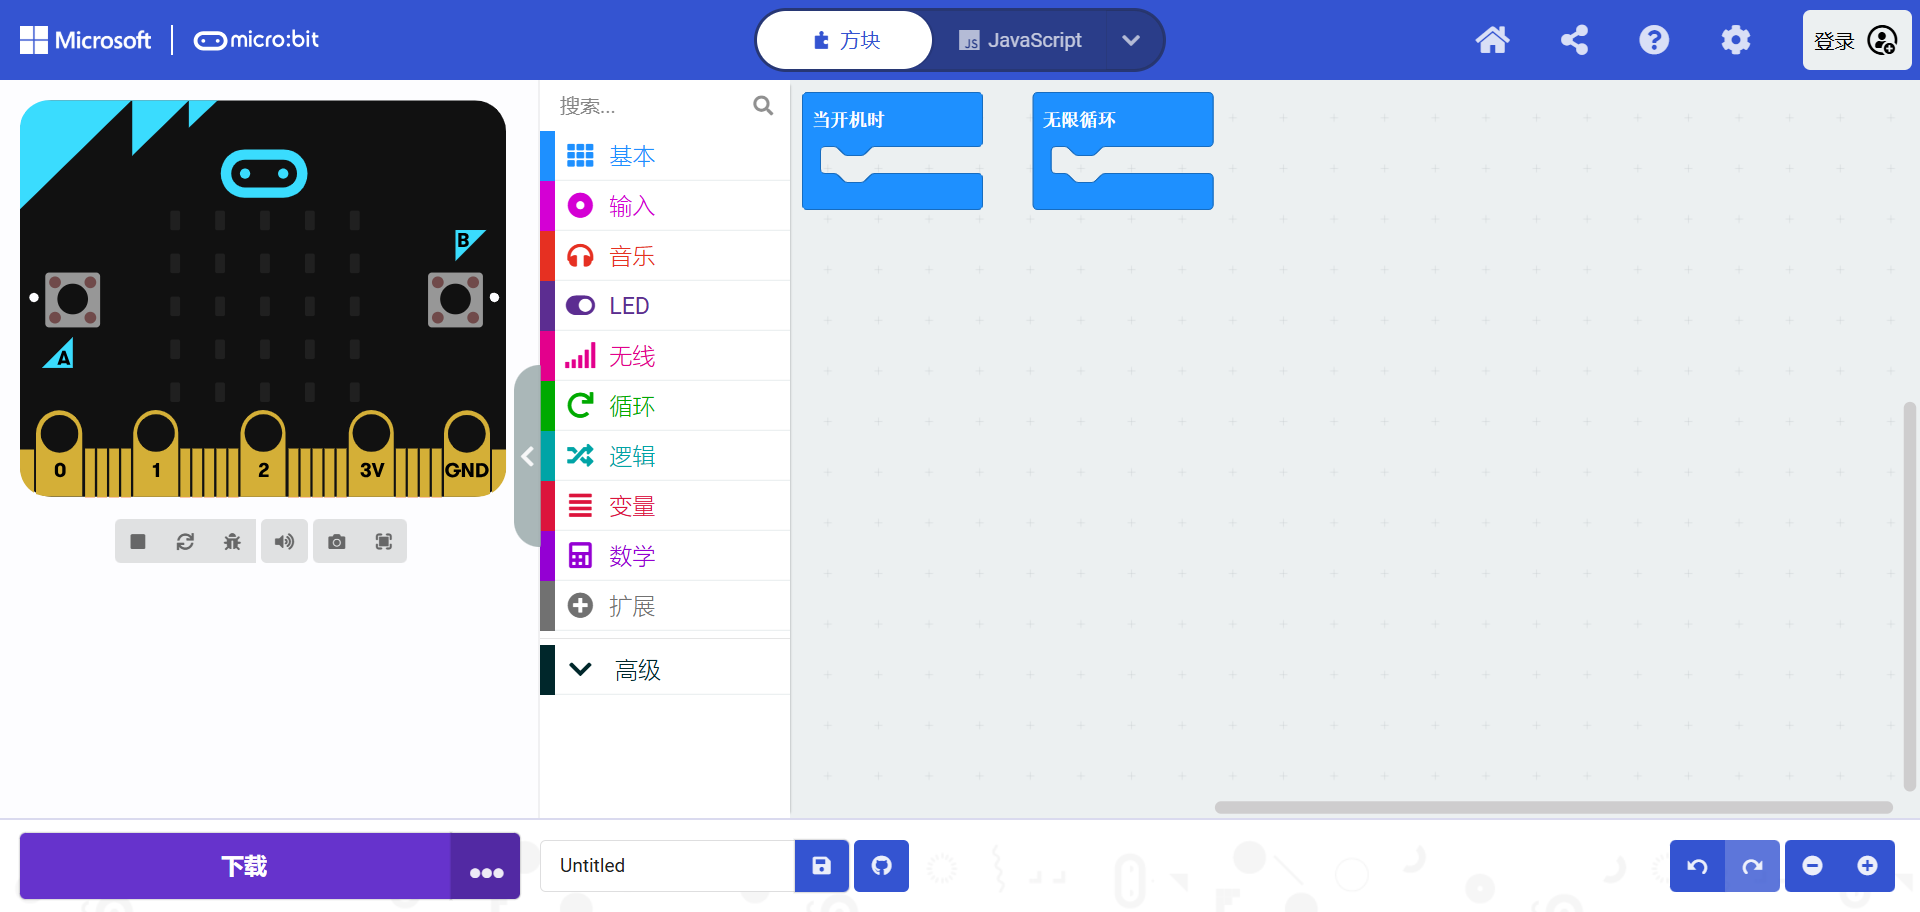 Microsoft
micro:bit
方块
JavaScript
登录
搜索...
当开机时
无限循环
基本
输入
音乐
LED
无线
循环
逻辑
变量
数学
扩展
高级
B
A
0
1
2
3V
GND
下载
Untitled